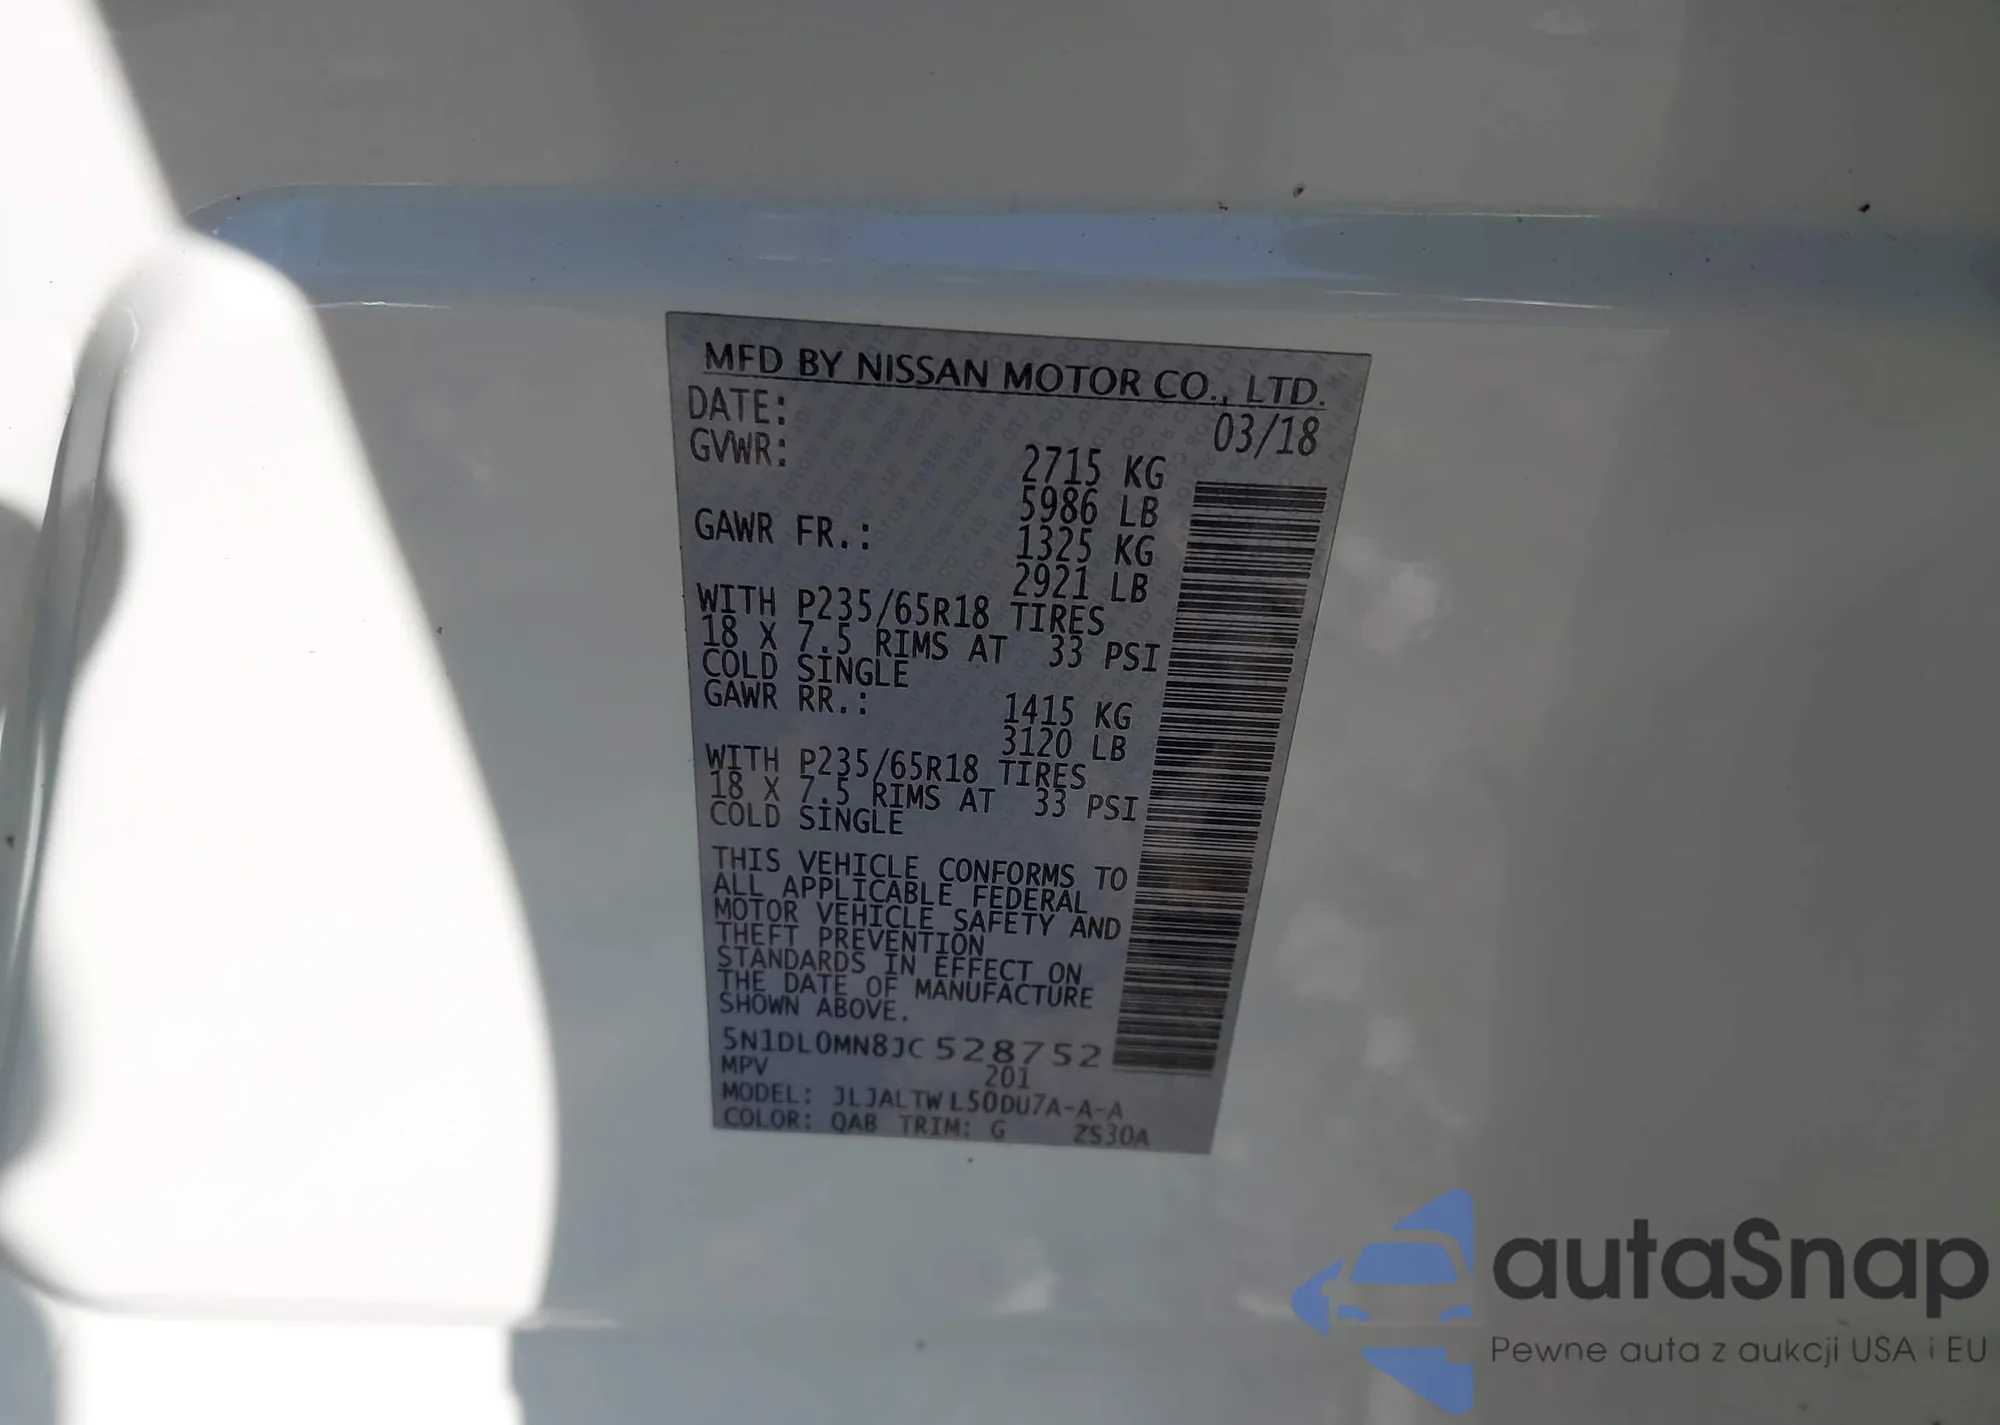 MFD BY NISSAN MOTOR CO., LTD.
DATE: 03/18
GVWR: 2715 KG
5986 LB
GAWR FR.: 1325 KG
2921 LB
WITH P235/65R18 TIRES
18 X 7.5 RIMS AT 33 PSI
COLD SINGLE
GAWR RR.: 1415 KG
3120 LB
WITH P235/65R18 TIRES
18 X 7.5 RIMS AT 33 PSI
COLD SINGLE
THIS VEHICLE CONFORMS TO
ALL APPLICABLE FEDERAL
MOTOR VEHICLE SAFETY AND
THEFT PREVENTION
STANDARDS IN EFFECT ON
THE DATE OF MANUFACTURE
SHOWN ABOVE.
5N1DL0MN8JC528752
MPV 201
MODEL: JLJALTWL50DU7A-A-A
COLOR: QAB TRIM: G ZS30A
autaSnap
Pewne auta z aukcji USA i EU